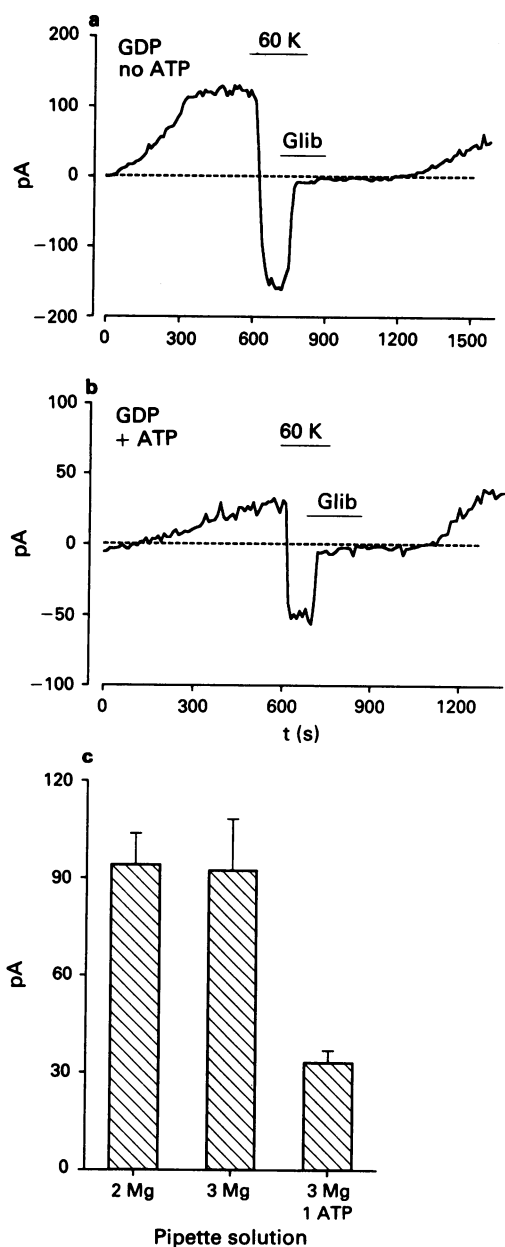 a
200
GDP
no ATP
60 K
100
Glib
pA
0
−100
−200
0 300 600 900 1200 1500
b
100
GDP
+ ATP
60 K
50
Glib
pA
0
−50
−100
0 300 600 900 1200
t (s)
c
120
90
pA
60
30
0
2 Mg 3 Mg 3 Mg
1 ATP
Pipette solution